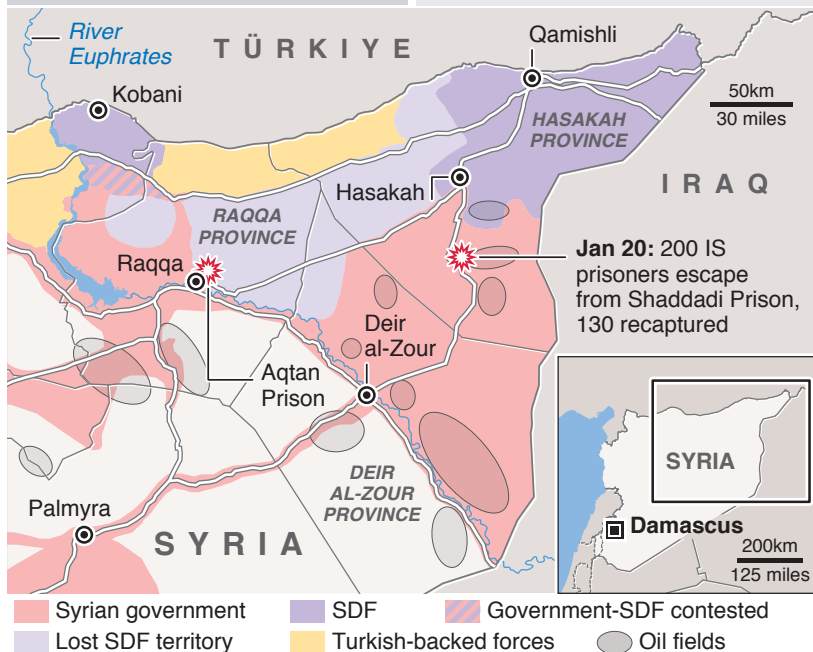 River
Euphrates
TÜRKIYE
Qamishli
Kobani
50km
30 miles
HASAKAH
PROVINCE
Hasakah
IRAQ
RAQQA
PROVINCE
Raqqa
Jan 20: 200 IS
prisoners escape
from Shaddadi Prison,
130 recaptured
Deir
al-Zour
Aqtan
Prison
SYRIA
DEIR
AL-ZOUR
PROVINCE
Palmyra
SYRIA
Damascus
200km
125 miles
Syrian government
SDF
Government-SDF contested
Lost SDF territory
Turkish-backed forces
Oil fields